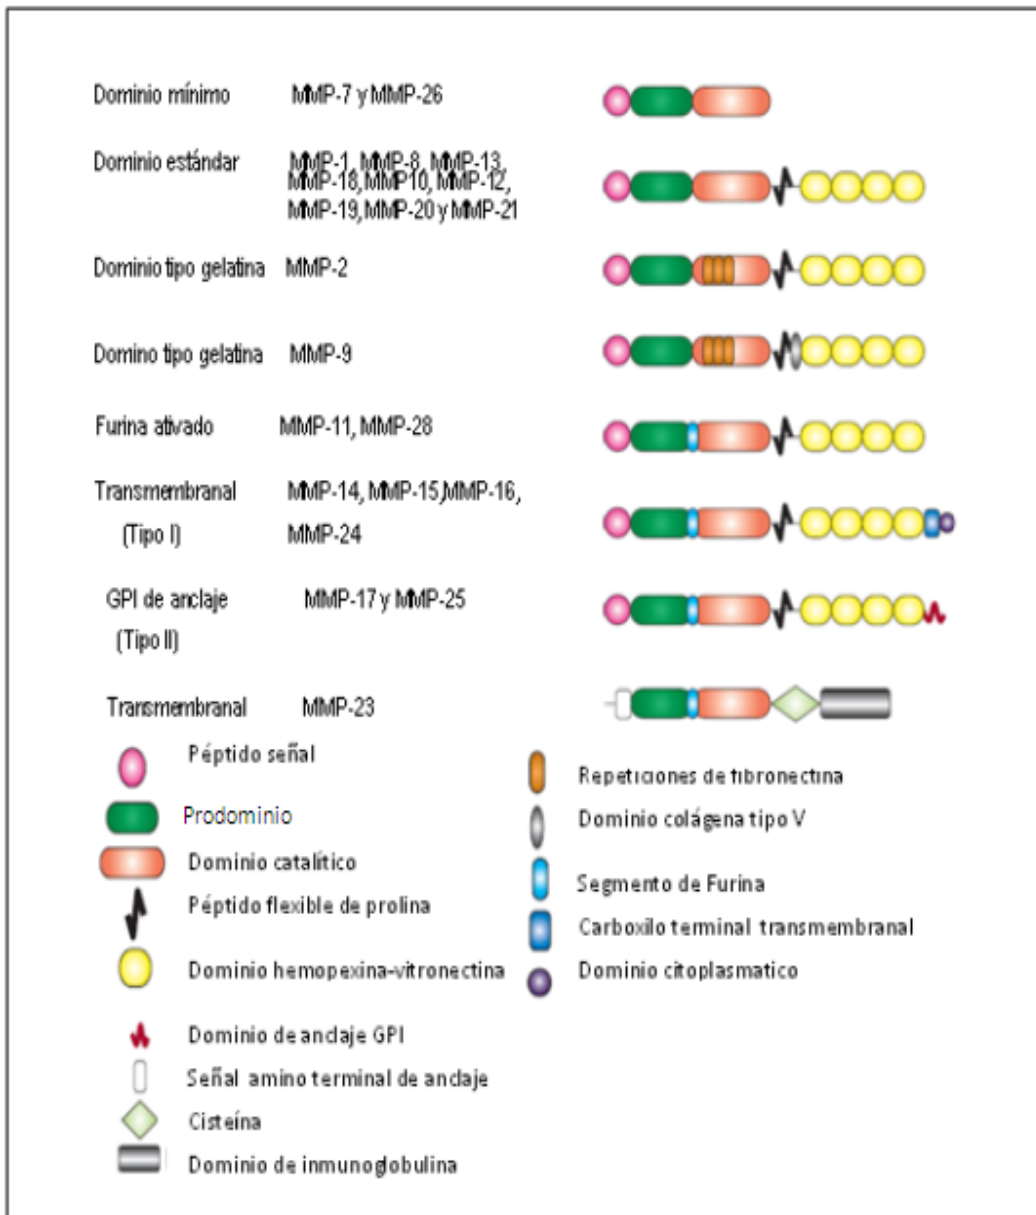 Dominio mínimo MMP-7 y MMP-26
Dominio estándar MMP-1, MMP-8, MMP-13,
MMP-18, MMP10, MMP-12,
MMP-19, MMP-20 y MMP-21
Dominio tipo gelatina MMP-2
Domino tipo gelatina MMP-9
Furina ativado MMP-11, MMP-28
Transmembranal MMP-14, MMP-15, MMP-16,
(Tipo I) MMP-24
GPI de anclaje MMP-17 y MMP-25
(Tipo II)
Transmembranal MMP-23
Péptido señal
Prodominio
Dominio catalítico
Péptido flexible de prolina
Dominio hemopexina-vitronectina
Dominio de anclaje GPI
Señal amino terminal de anclaje
Cisteína
Dominio de inmunoglobulina
Repeticiones de fibronectina
Dominio colágena tipo V
Segmento de Furina
Carboxilo terminal transmembranal
Dominio citoplasmatico